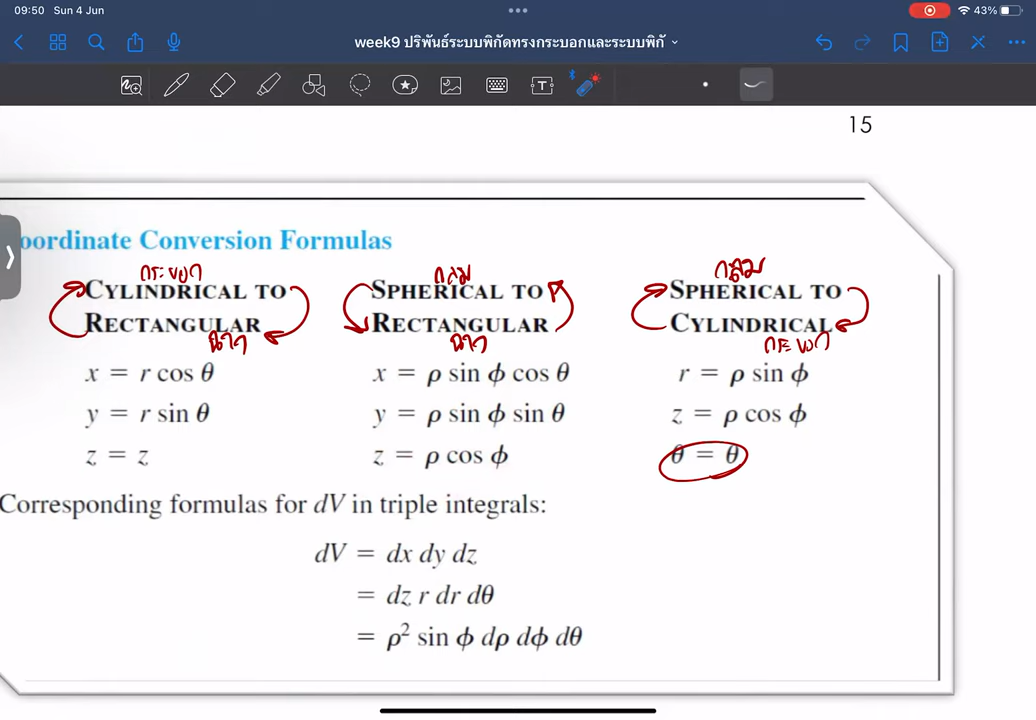 09:50 Sun 4 Jun
43%
week9 ปริพันธ์ระบบพิกัดทรงกระบอกและระบบพิกั
15
oordinate Conversion Formulas
กระบอก
CYLINDRICAL TO
RECTANGULAR
ฉาก
x = r cos θ
y = r sin θ
z = z
กลม
SPHERICAL TO
RECTANGULAR
ฉาก
x = ρ sin ϕ cos θ
y = ρ sin ϕ sin θ
z = ρ cos ϕ
กลม
SPHERICAL TO
CYLINDRICAL
กระบอก
r = ρ sin ϕ
z = ρ cos ϕ
θ = θ
Corresponding formulas for dV in triple integrals:
dV = dx dy dz
= dz r dr dθ
= ρ² sin ϕ dρ dϕ dθ